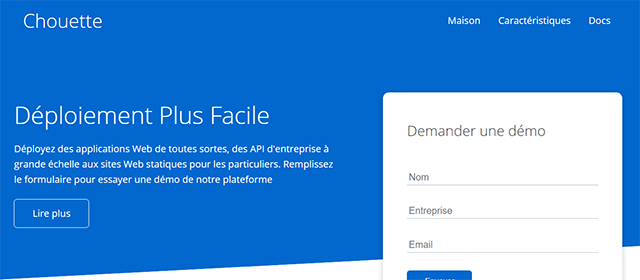 Chouette
Maison Caractéristiques Docs
Déploiement Plus Facile
Déployez des applications Web de toutes sortes, des API d'entreprise à
grande échelle aux sites Web statiques pour les particuliers. Remplissez
le formulaire pour essayer une démo de notre plateforme
Lire plus
Demander une démo
Nom
Entreprise
Email